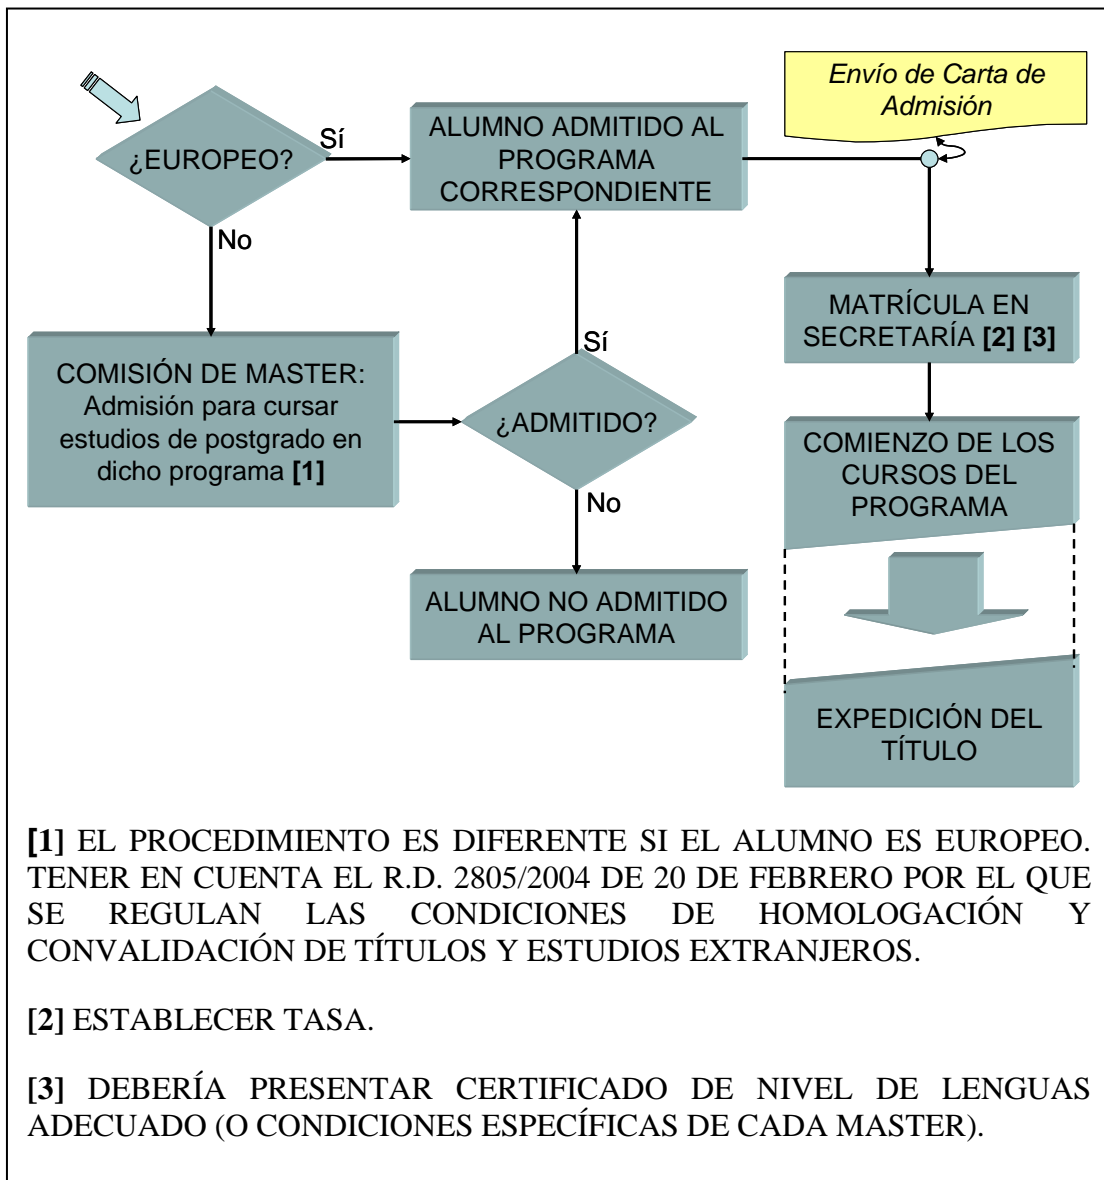 Envío de Carta de
Admisión
¿EUROPEO?
Sí
ALUMNO ADMITIDO AL
PROGRAMA
CORRESPONDIENTE
No
MATRÍCULA EN
SECRETARÍA [2] [3]
COMISIÓN DE MASTER:
Admisión para cursar
estudios de postgrado en
dicho programa [1]
Sí
¿ADMITIDO?
No
COMIENZO DE LOS
CURSOS DEL
PROGRAMA
ALUMNO NO ADMITIDO
AL PROGRAMA
EXPEDICIÓN DEL
TÍTULO
[1] EL PROCEDIMIENTO ES DIFERENTE SI EL ALUMNO ES EUROPEO.
TENER EN CUENTA EL R.D. 2805/2004 DE 20 DE FEBRERO POR EL QUE
SE REGULAN LAS CONDICIONES DE HOMOLOGACIÓN Y
CONVALIDACIÓN DE TÍTULOS Y ESTUDIOS EXTRANJEROS.
[2] ESTABLECER TASA.
[3] DEBERÍA PRESENTAR CERTIFICADO DE NIVEL DE LENGUAS
ADECUADO (O CONDICIONES ESPECÍFICAS DE CADA MASTER).